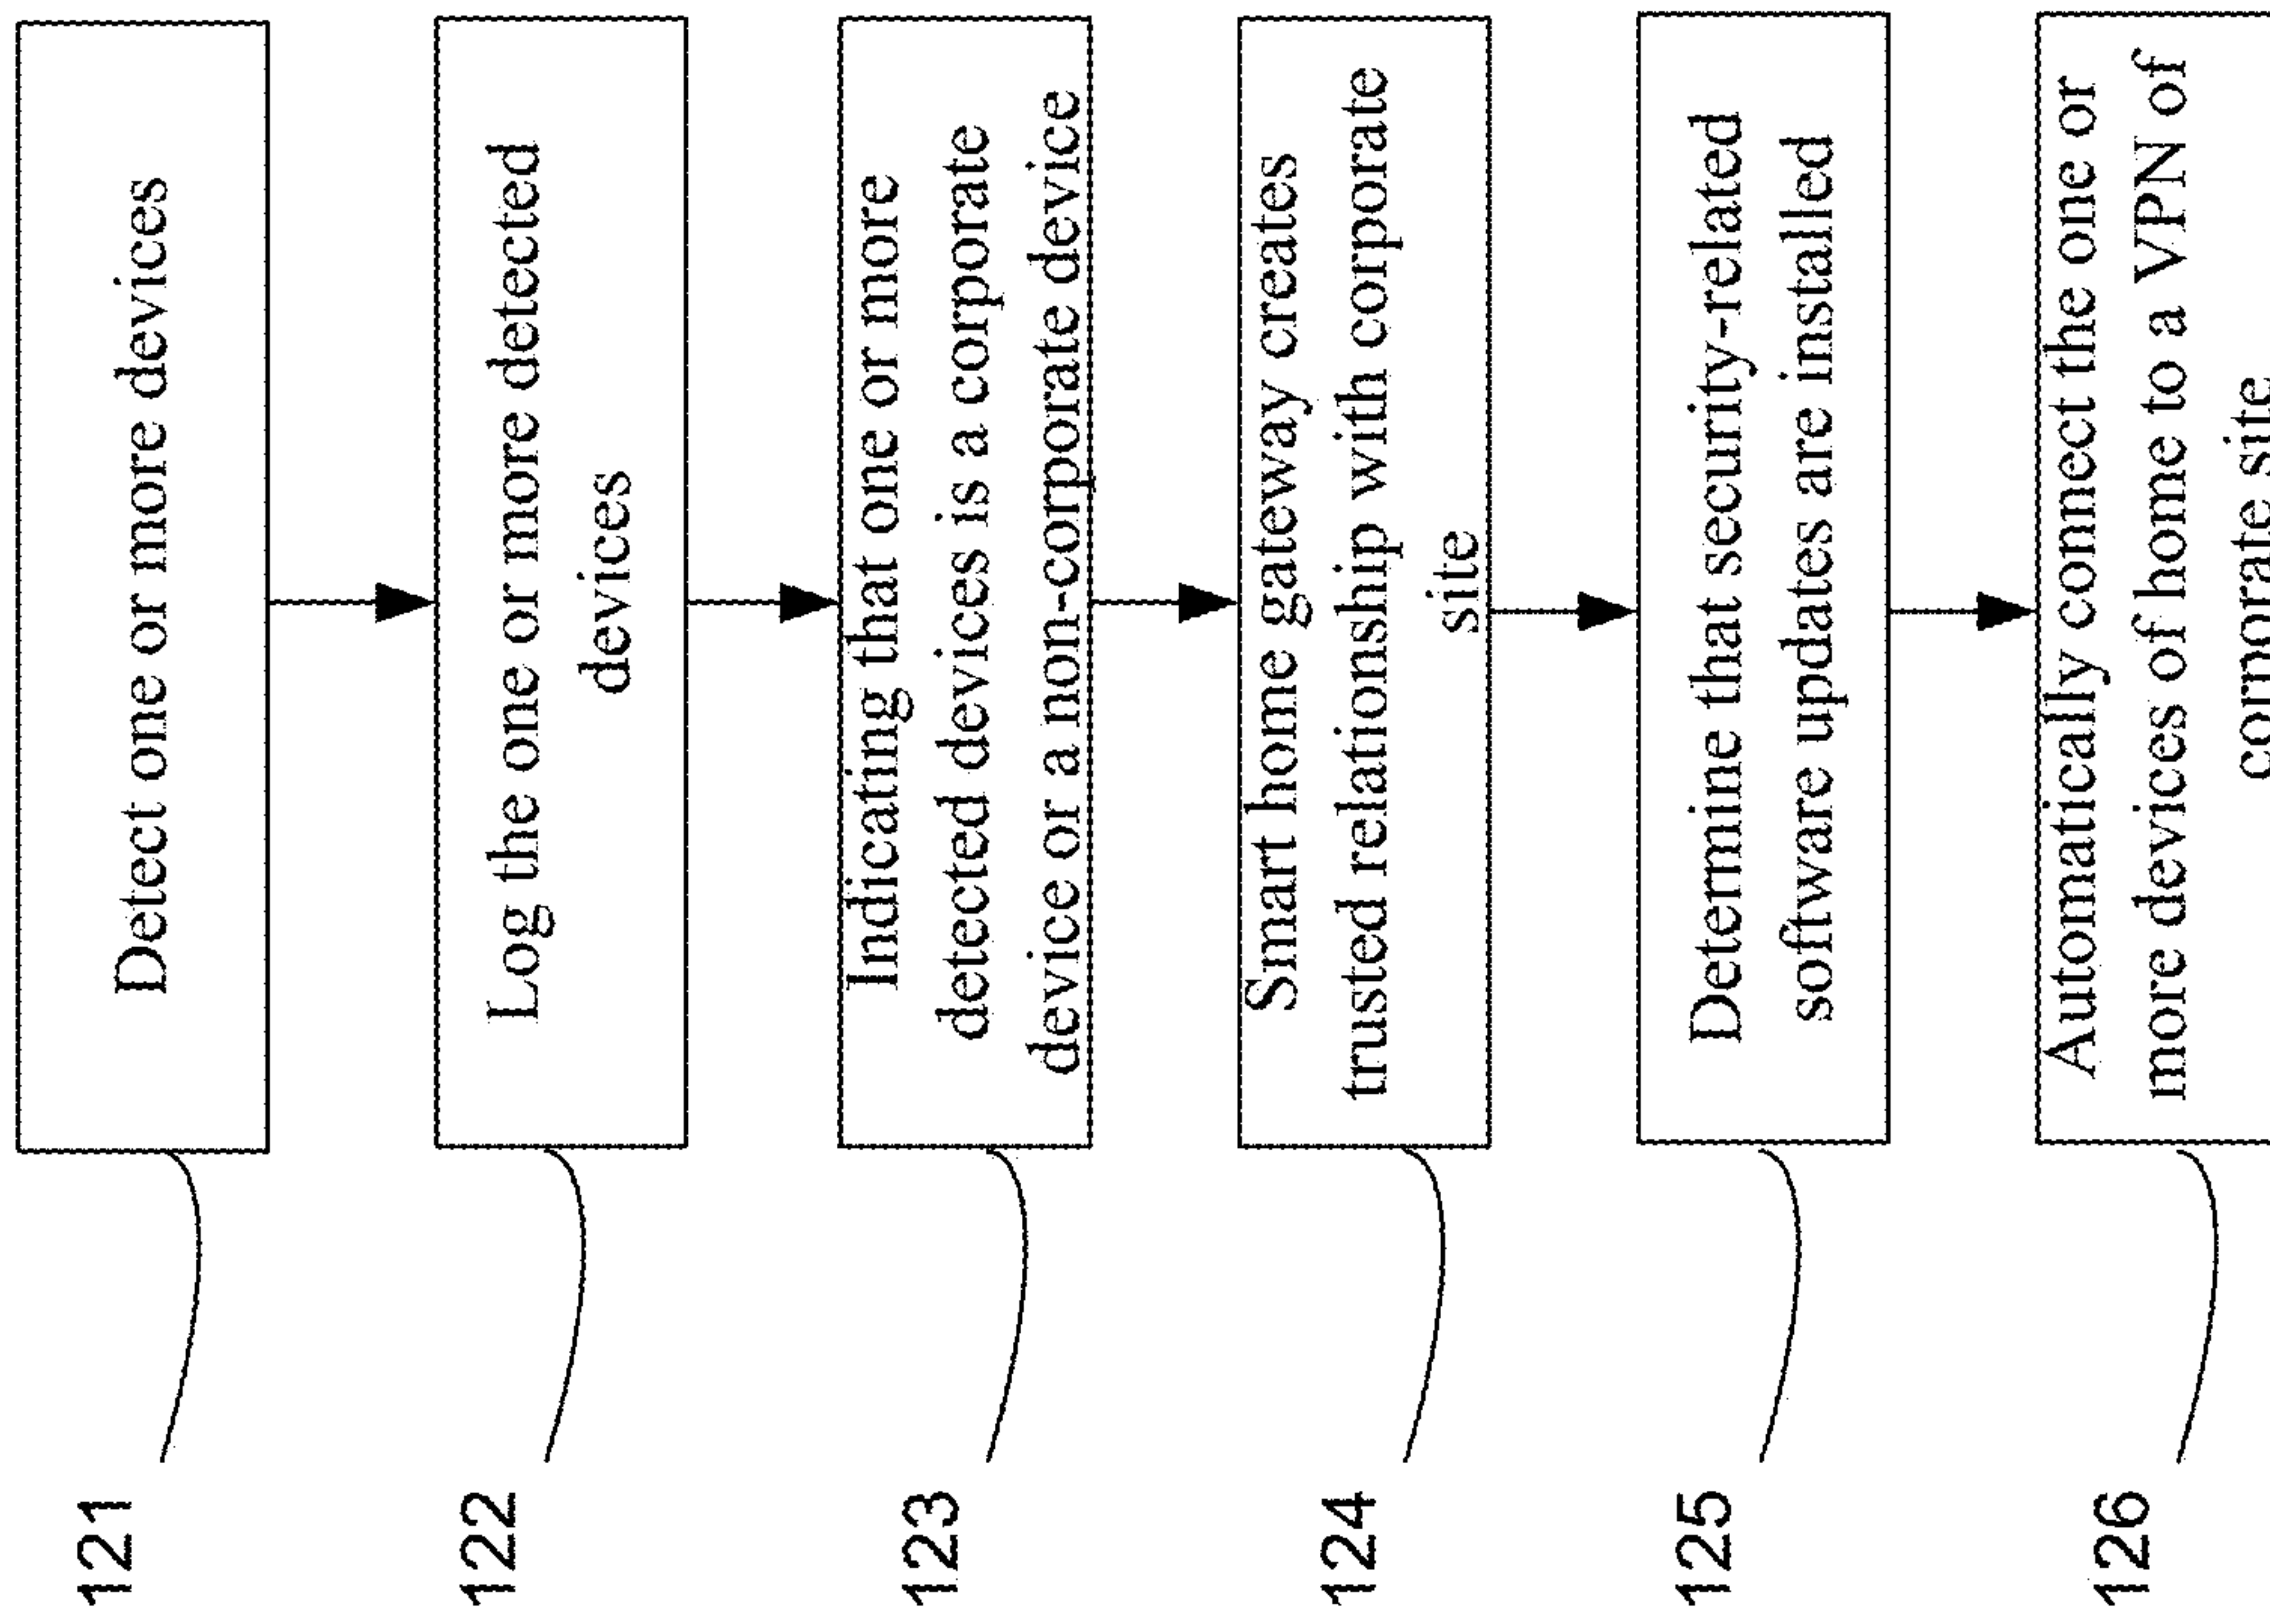 121
Detect one or more devices
122
Log the one or more detected
devices
123
Indicating that one or more
detected devices is a corporate
device or a non-corporate device
124
Smart home gateway creates
trusted relationship with corporate
site
125
Determine that security-related
software updates are installed
126
Automatically connect the one or
more devices of home to a VPN of
corporate site